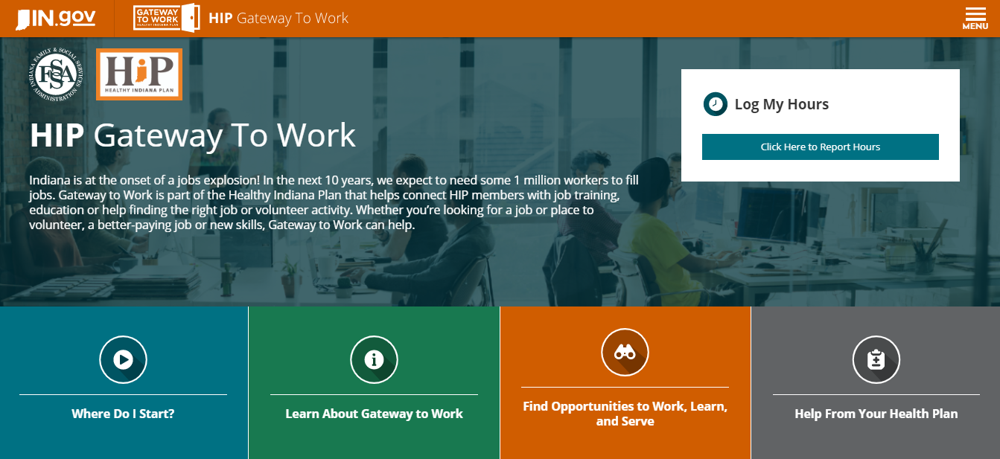 IN.gov
GATEWAY
TO WORK
HEALTHY INDIANA PLAN
HIP Gateway To Work
MENU
INDIANA FAMILY & SOCIAL SERVICES ADMINISTRATION
FSSA
HiP
HEALTHY INDIANA PLAN
Log My Hours
Click Here to Report Hours
HIP Gateway To Work
Indiana is at the onset of a jobs explosion! In the next 10 years, we expect to need some 1 million workers to fill
jobs. Gateway to Work is part of the Healthy Indiana Plan that helps connect HIP members with job training,
education or help finding the right job or volunteer activity. Whether you’re looking for a job or place to
volunteer, a better-paying job or new skills, Gateway to Work can help.
Where Do I Start?
Learn About Gateway to Work
Find Opportunities to Work, Learn,
and Serve
Help From Your Health Plan